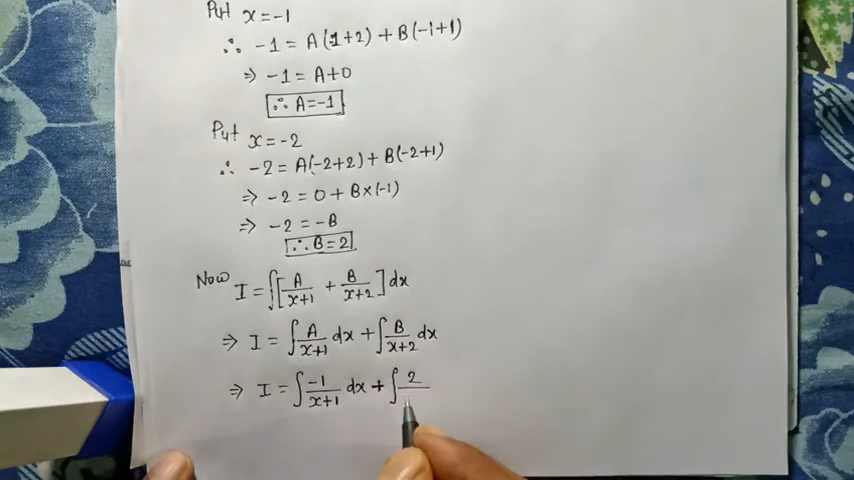 Put x=-1
∴ -1 = A(1+2) + B(-1+1)
⇒ -1 = A+0
∴ A=-1
Put x=-2
∴ -2 = A(-2+2) + B(-2+1)
⇒ -2 = 0 + B×(-1)
⇒ -2 = -B
∴ B=2
Now I = ∫[A/(x+1) + B/(x+2)] dx
⇒ I = ∫ A/(x+1) dx + ∫ B/(x+2) dx
⇒ I = ∫ -1/(x+1) dx + ∫ 2/